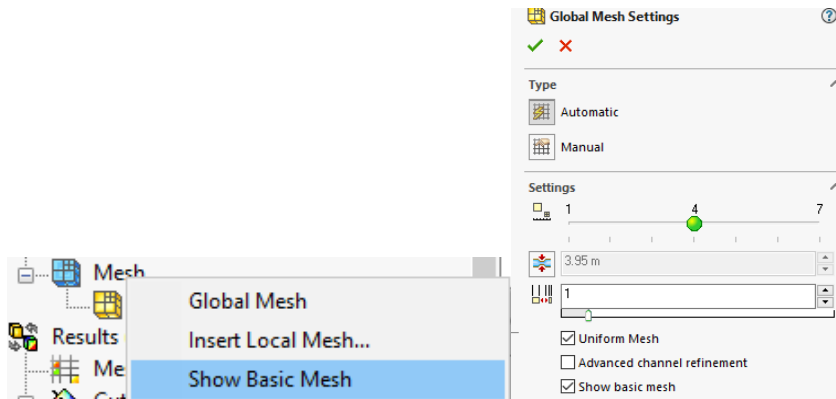 Global Mesh Settings
Type
Automatic
Manual
Settings
1 4 7
3.95 m
1
Uniform Mesh
Advanced channel refinement
Show basic mesh
Mesh
Global Mesh
Insert Local Mesh...
Show Basic Mesh
Results
Me